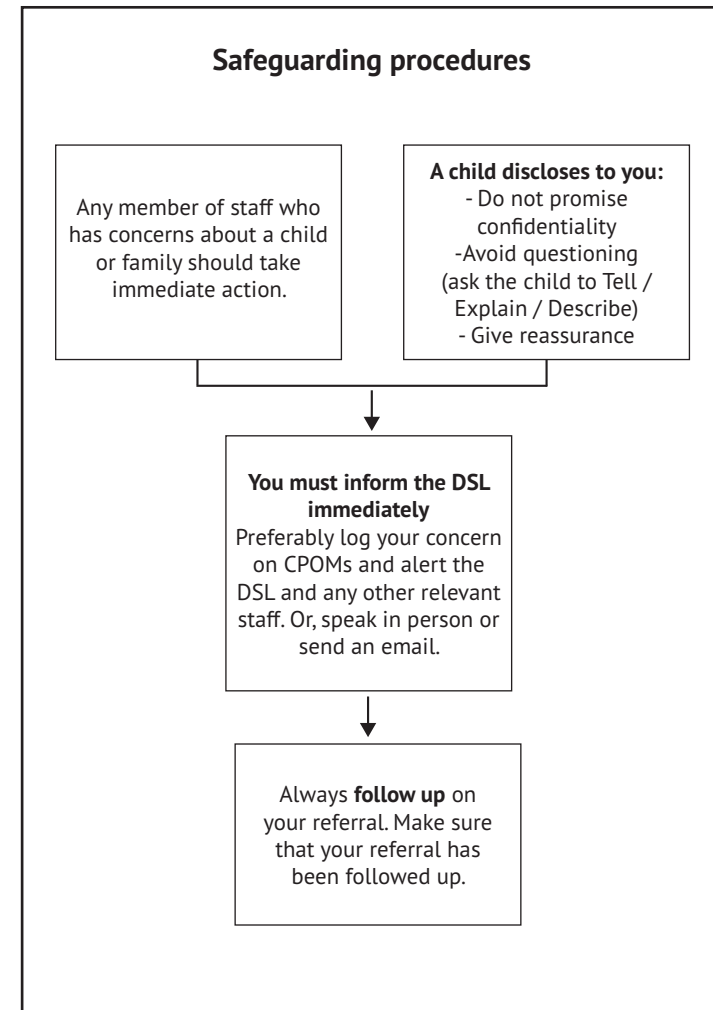 Safeguarding procedures
Any member of staff who
has concerns about a child
or family should take
immediate action.
A child discloses to you:
- Do not promise
confidentiality
-Avoid questioning
(ask the child to Tell /
Explain / Describe)
- Give reassurance
You must inform the DSL
immediately
Preferably log your concern
on CPOMs and alert the
DSL and any other relevant
staff. Or, speak in person or
send an email.
Always follow up on
your referral. Make sure
that your referral has
been followed up.